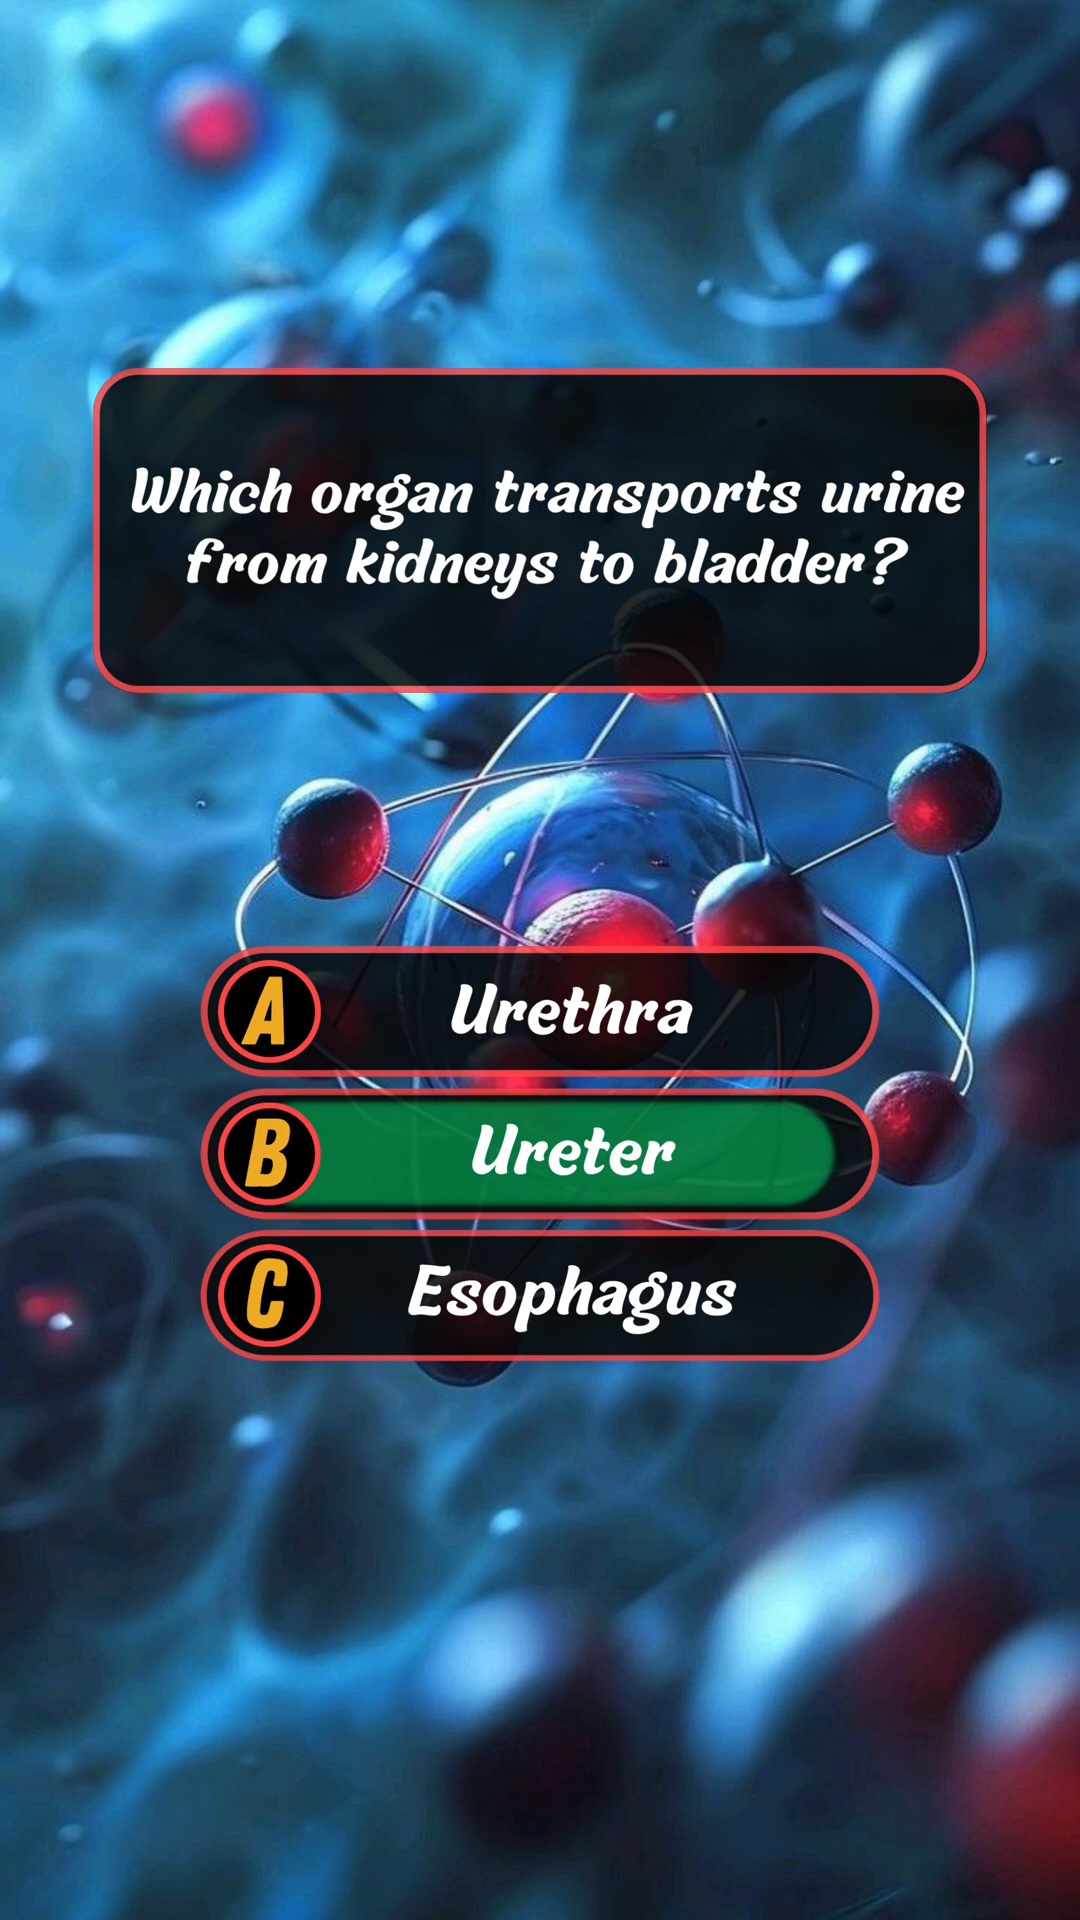 Which organ transports urine
from kidneys to bladder?
A Urethra
B Ureter
C Esophagus